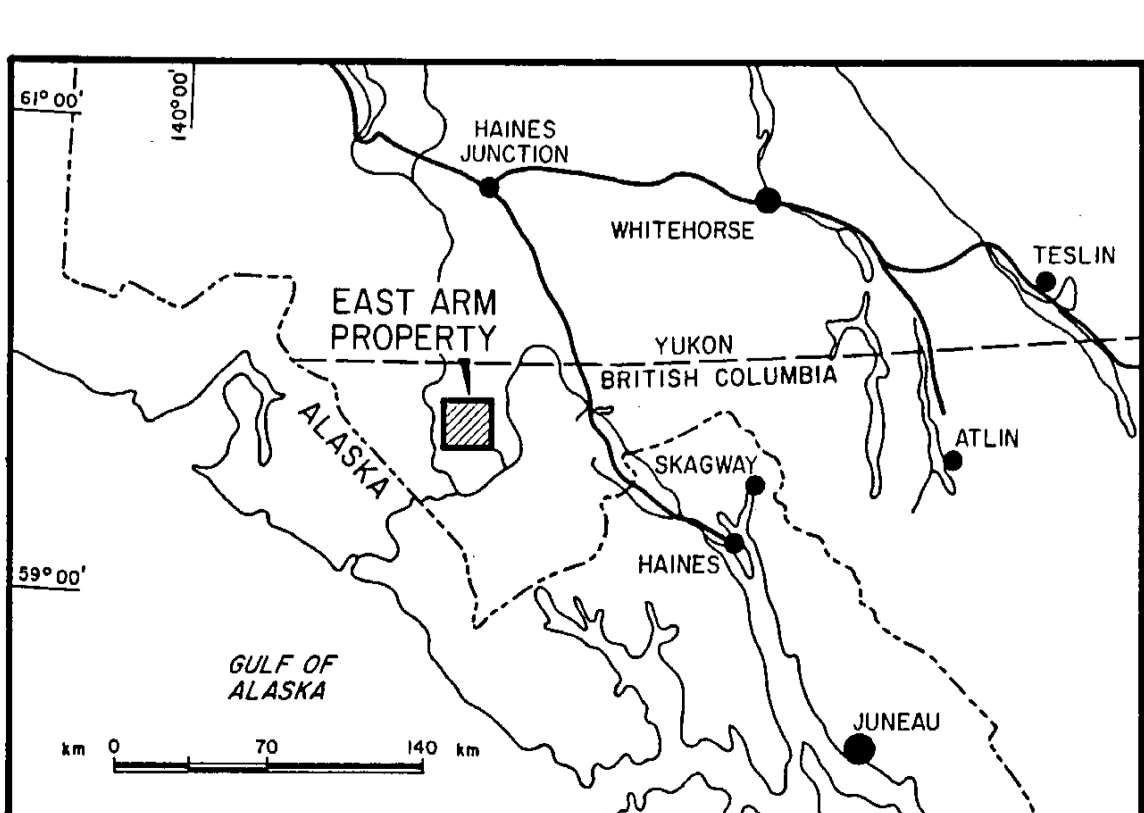 61° 00'
140°00'
HAINES
JUNCTION
WHITEHORSE
TESLIN
EAST ARM
PROPERTY
YUKON
BRITISH COLUMBIA
ALASKA
ATLIN
SKAGWAY
HAINES
59° 00'
GULF OF
ALASKA
JUNEAU
km 0 70 140 km